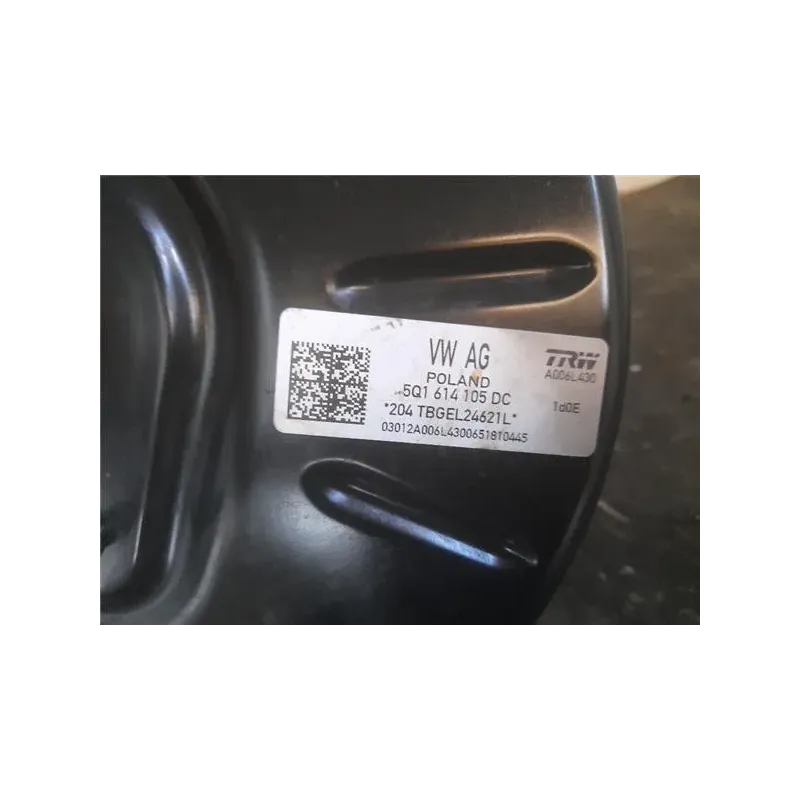 VW AG
POLAND
5Q1 614 105 DC
*204 TBGEL24621L*
03012A006L43006518T0445
TRW
A006L430
1d0E